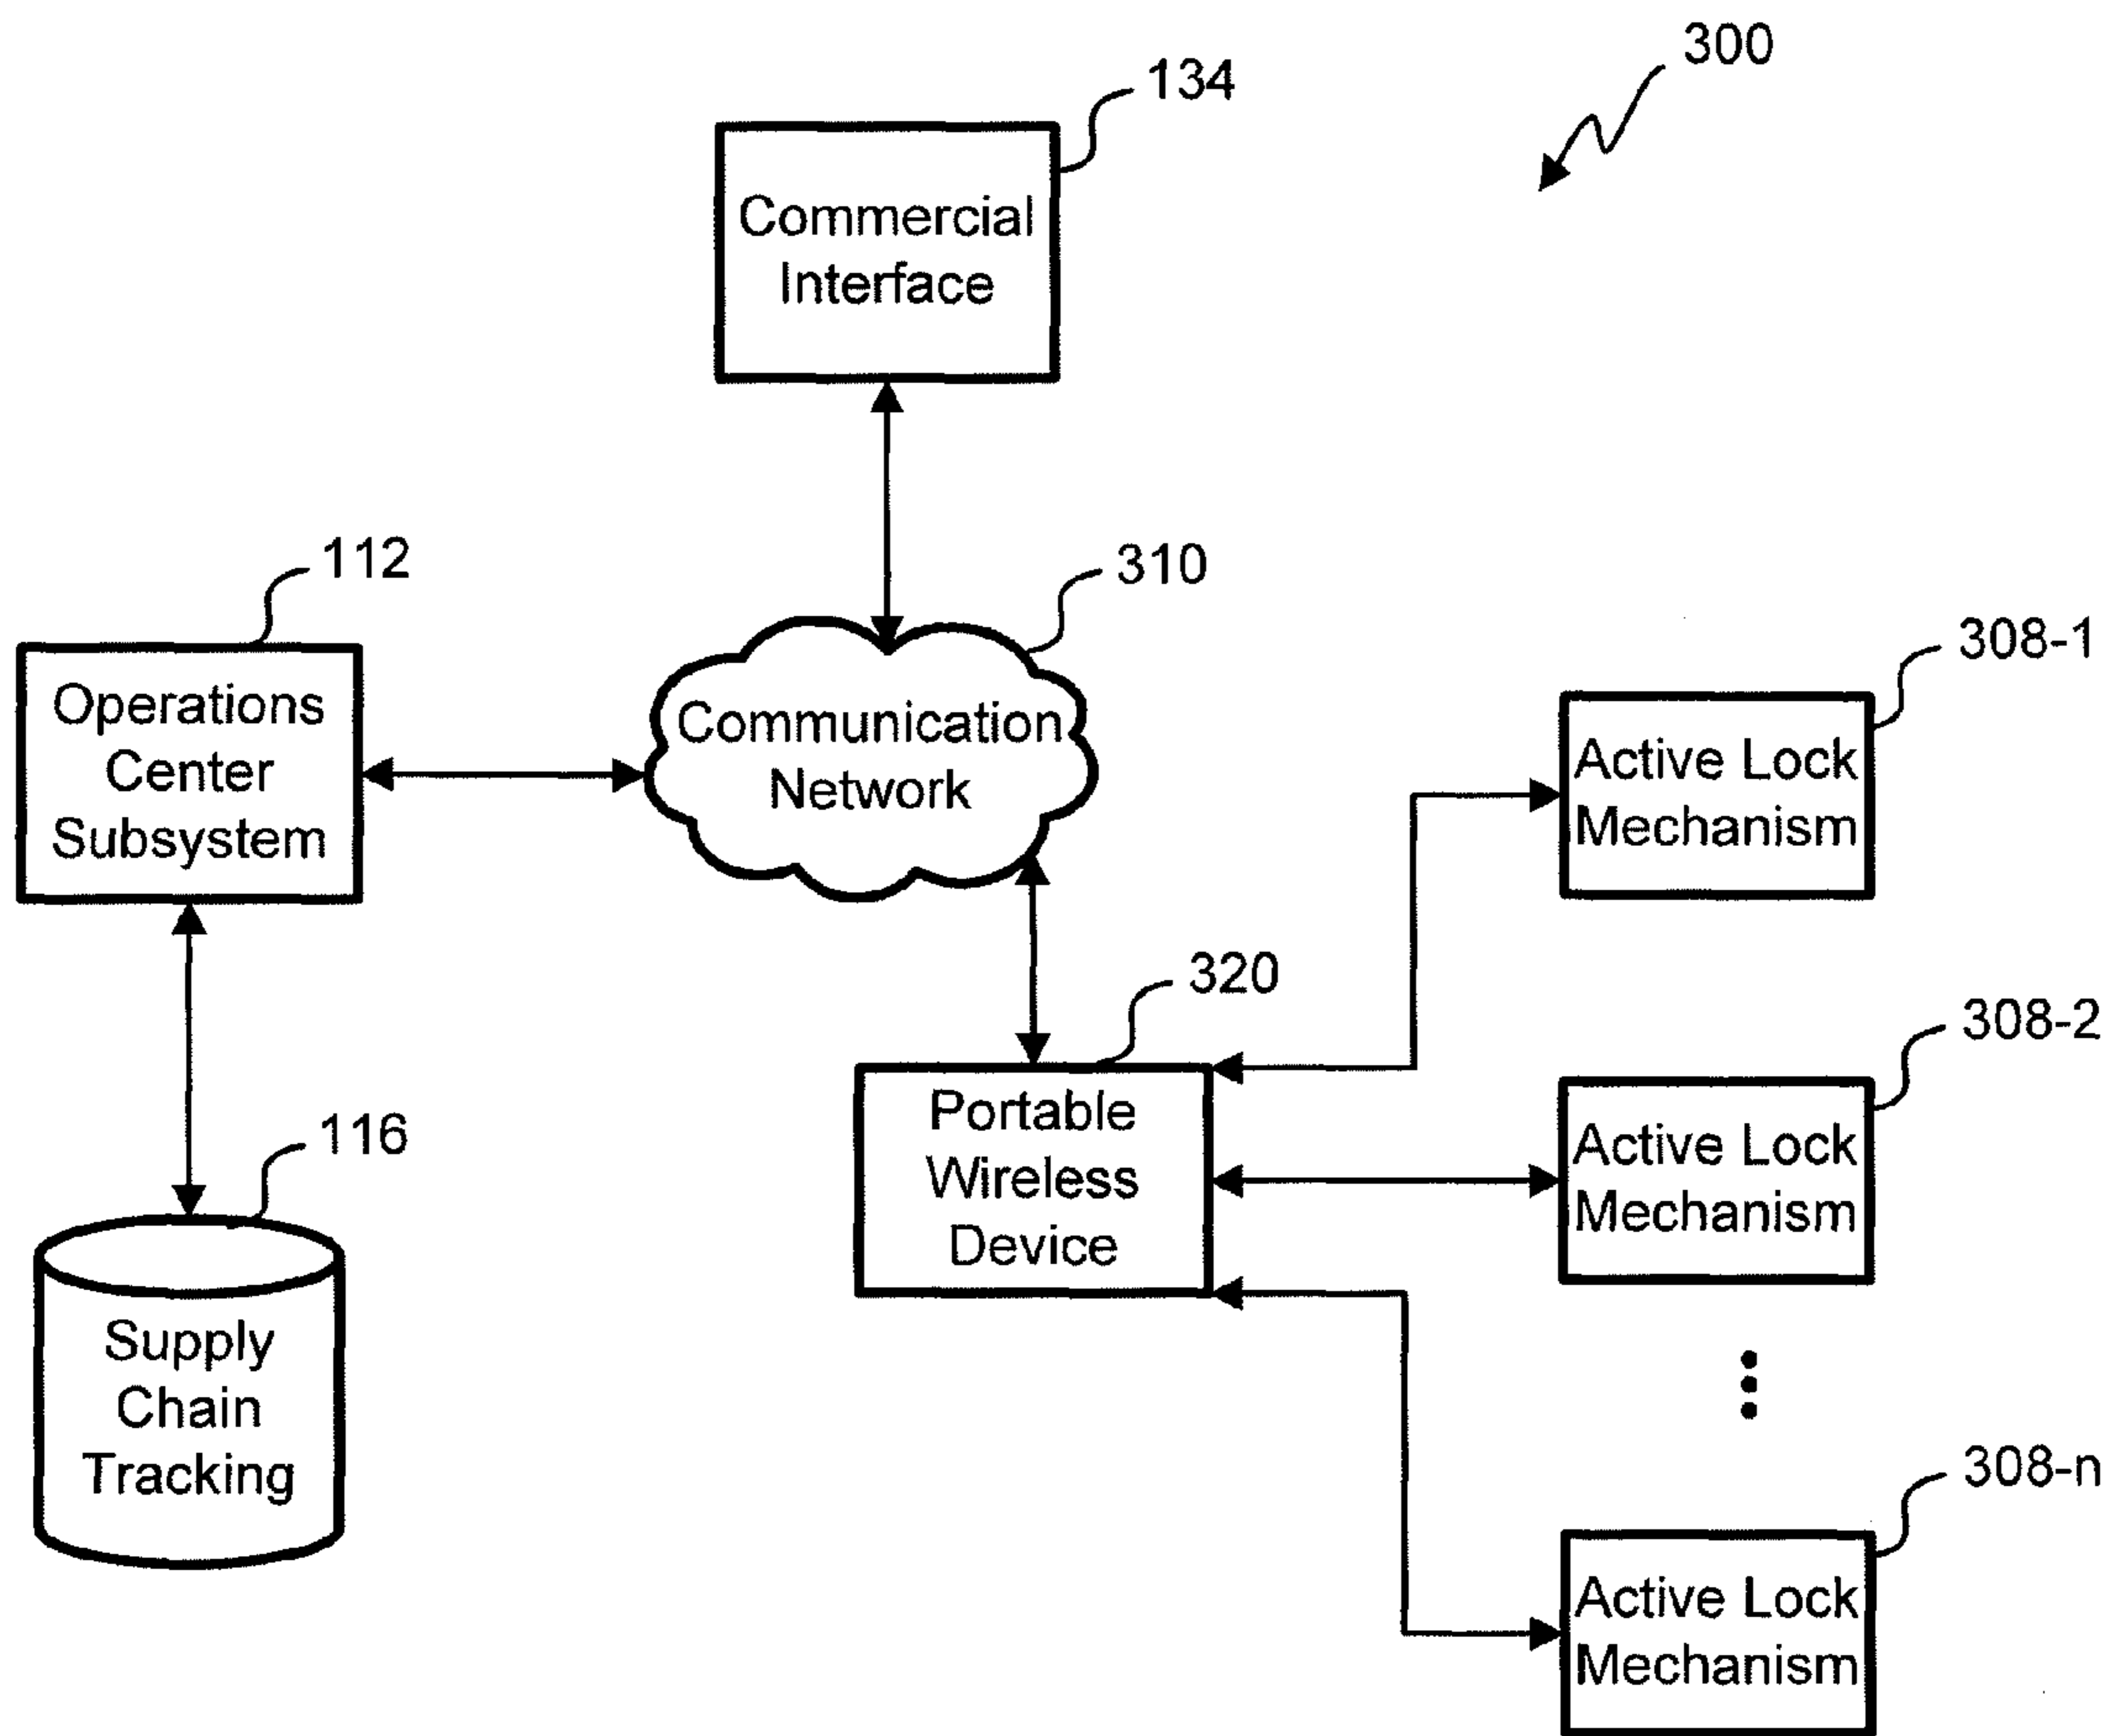 300
134
Commercial
Interface
112
310
Operations
Center
Subsystem
Communication
Network
308-1
Active Lock
Mechanism
320
308-2
Portable
Wireless
Device
Active Lock
Mechanism
116
Supply
Chain
Tracking
308-n
Active Lock
Mechanism